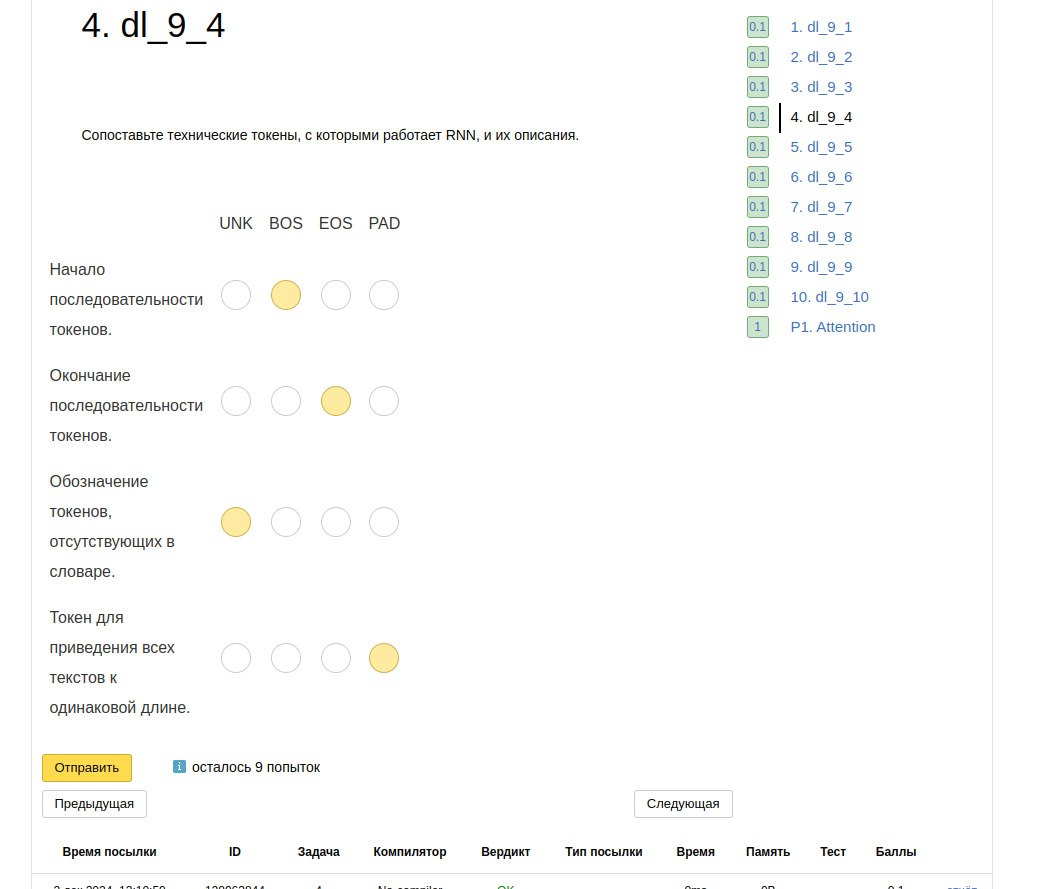 4. dl_9_4
Сопоставьте технические токены, с которыми работает RNN, и их описания.
UNK BOS EOS PAD
Начало
последовательности
токенов.
Окончание
последовательности
токенов.
Обозначение
токенов,
отсутствующих в
словаре.
Токен для
приведения всех
текстов к
одинаковой длине.
Отправить
i осталось 9 попыток
Предыдущая
Следующая
Время посылки ID Задача Компилятор Вердикт Тип посылки Время Память Тест Баллы
4 No compiler OK 0ms 0B 0.1 отчёт
0.1 1. dl_9_1
0.1 2. dl_9_2
0.1 3. dl_9_3
0.1 4. dl_9_4
0.1 5. dl_9_5
0.1 6. dl_9_6
0.1 7. dl_9_7
0.1 8. dl_9_8
0.1 9. dl_9_9
0.1 10. dl_9_10
1 P1. Attention